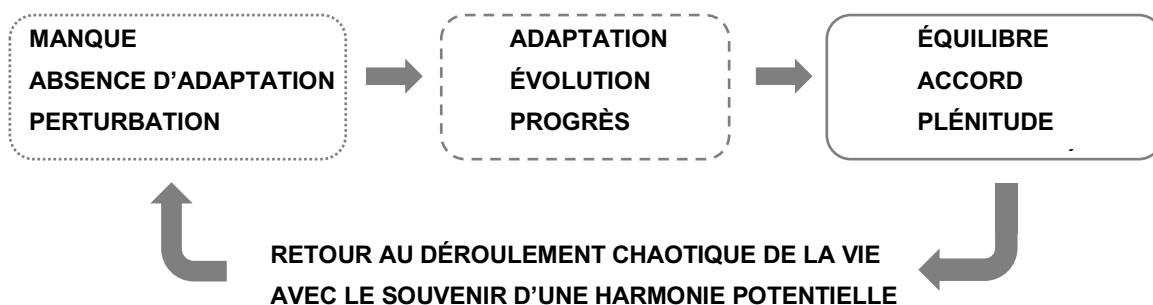 MANQUE
ABSENCE D’ADAPTATION
PERTURBATION
ADAPTATION
ÉVOLUTION
PROGRÈS
ÉQUILIBRE
ACCORD
PLÉNITUDE
RETOUR AU DÉROULEMENT CHAOTIQUE DE LA VIE
AVEC LE SOUVENIR D’UNE HARMONIE POTENTIELLE